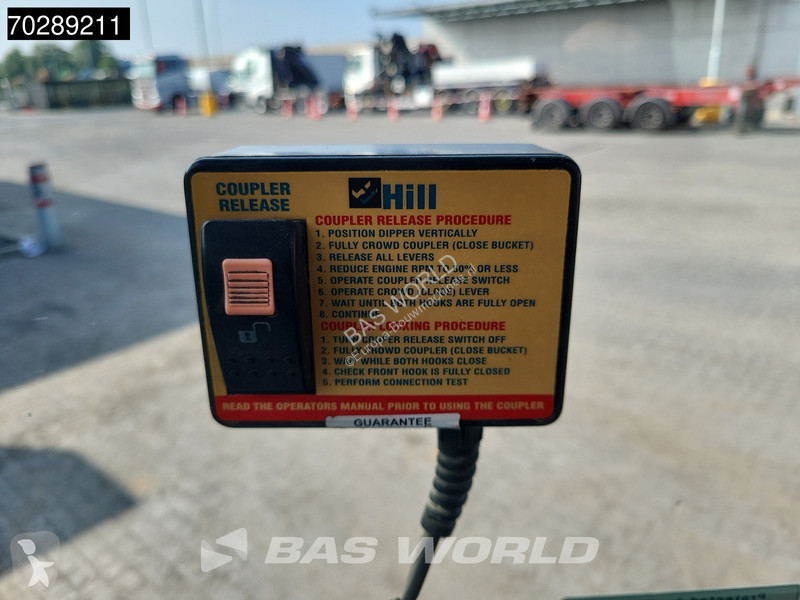 70289211
COUPLER
RELEASE
Hill
COUPLER RELEASE PROCEDURE
1. POSITION DIPPER VERTICALLY
2. FULLY CROWD COUPLER (CLOSE BUCKET)
3. RELEASE ALL LEVERS
4. REDUCE ENGINE RPM TO 50% OR LESS
5. OPERATE COUPLER RELEASE SWITCH
6. OPERATE CROWD (CLOSE) LEVER
7. WAIT UNTIL BOTH HOOKS ARE FULLY OPEN
8. CONTINUE
COUPLER LOCKING PROCEDURE
1. TURN COUPLER RELEASE SWITCH OFF
2. FULLY CROWD COUPLER (CLOSE BUCKET)
3. WAIT WHILE BOTH HOOKS CLOSE
4. CHECK FRONT HOOK IS FULLY CLOSED
5. PERFORM CONNECTION TEST
READ THE OPERATORS MANUAL PRIOR TO USING THE COUPLER
GUARANTEE
BAS WORLD
BAS WORLD